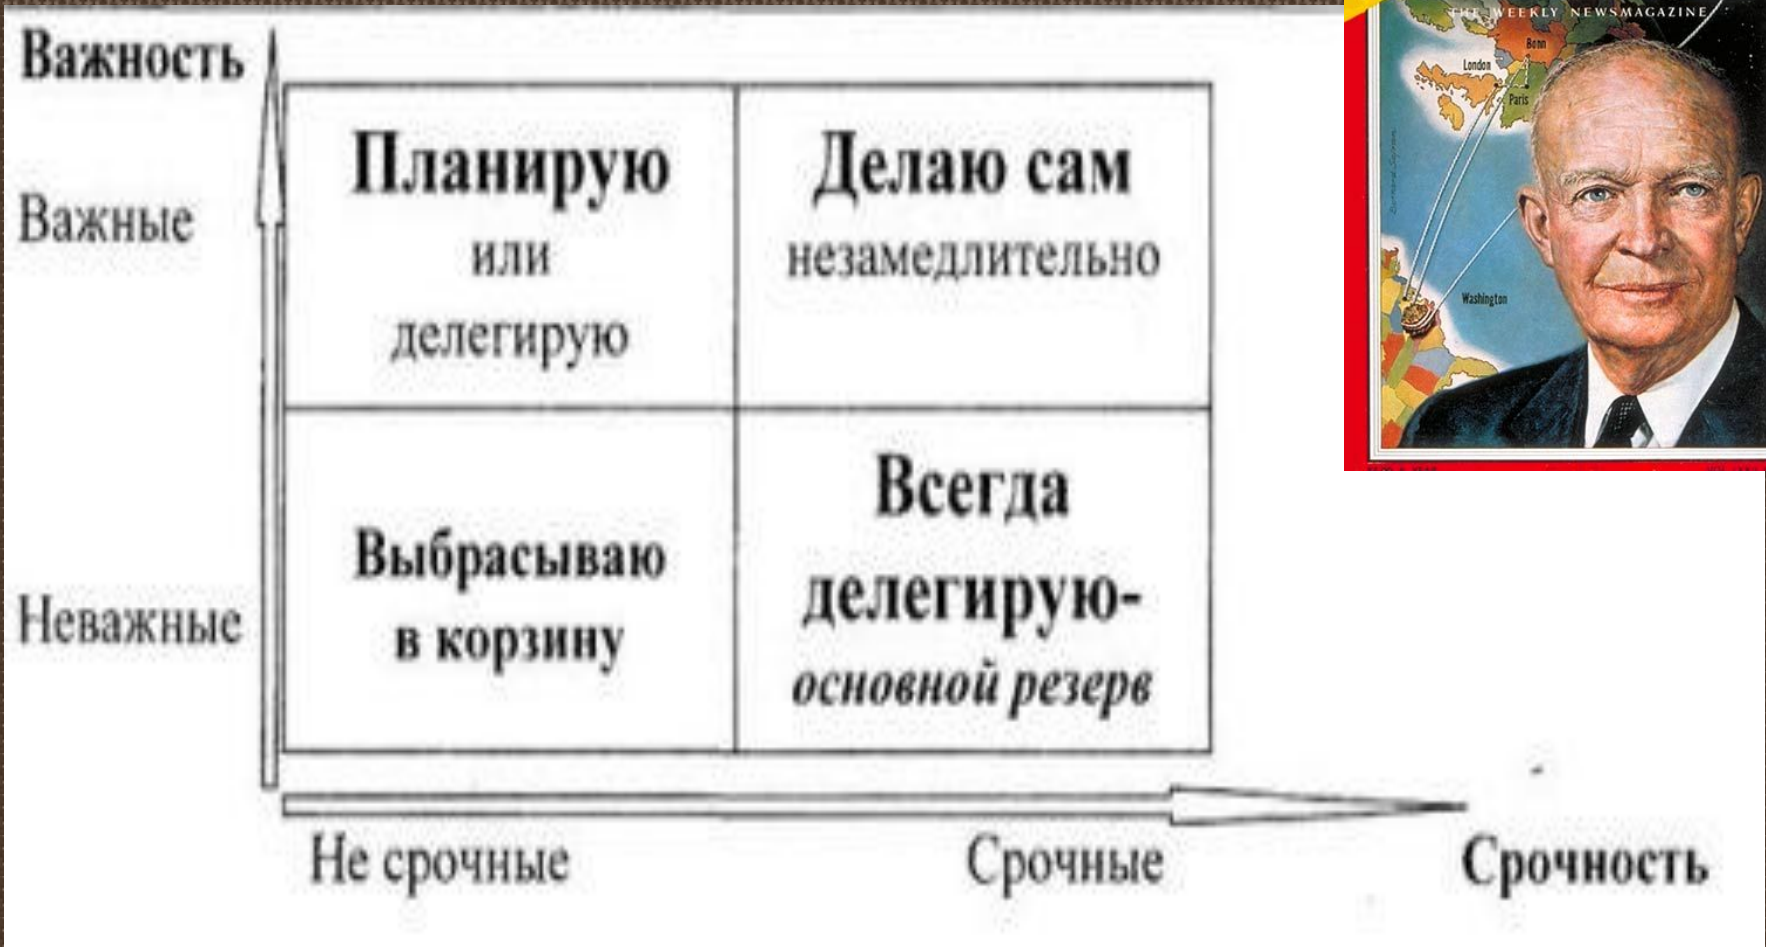 Важность
Важные
Неважные
Планирую
или
делегирую
Делаю сам
незамедлительно
Выбрасываю
в корзину
Всегда
делегирую-
основной резерв
Не срочные
Срочные
Срочность
THE WEEKLY NEWSMAGAZINE
Bonn
London
Paris
Washington